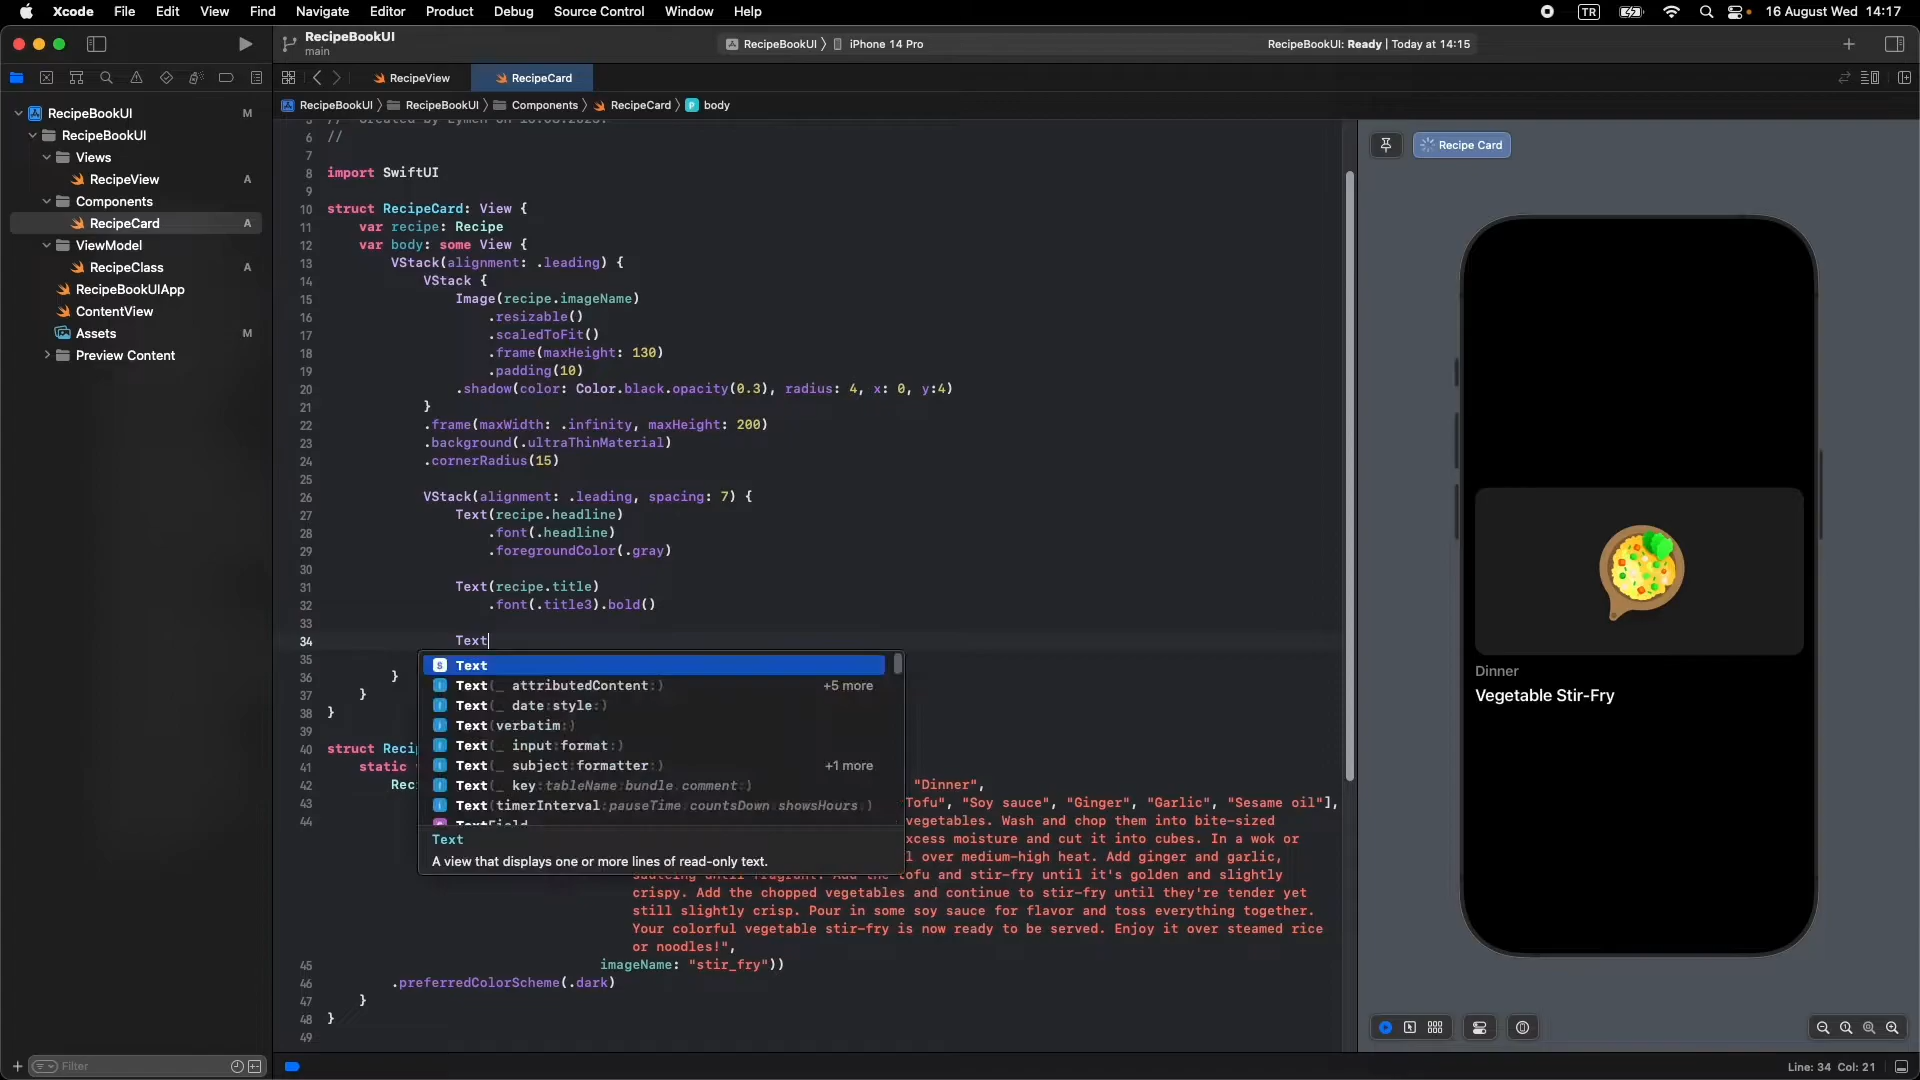 Xcode File Edit View Find Navigate Editor Product Debug Source Control Window Help TR 16 August Wed 14:17
RecipeBookUI
main
RecipeBookUI iPhone 14 Pro RecipeBookUI: Ready | Today at 14:15
RecipeView RecipeCard
RecipeBookUI RecipeBookUI Components RecipeCard P body
RecipeBookUI M
RecipeBookUI
Views
RecipeView A
Components
RecipeCard A
ViewModel
RecipeClass A
RecipeBookUIApp
ContentView
Assets M
Preview Content
Filter
6 //
7
8 import SwiftUI
9
10 struct RecipeCard: View {
11 var recipe: Recipe
12 var body: some View {
13 VStack(alignment: .leading) {
14 VStack {
15 Image(recipe.imageName)
16 .resizable()
17 .scaledToFit()
18 .frame(maxHeight: 130)
19 .padding(10)
20 .shadow(color: Color.black.opacity(0.3), radius: 4, x: 0, y:4)
21 }
22 .frame(maxWidth: .infinity, maxHeight: 200)
23 .background(.ultraThinMaterial)
24 .cornerRadius(15)
25
26 VStack(alignment: .leading, spacing: 7) {
27 Text(recipe.headline)
28 .font(.headline)
29 .foregroundColor(.gray)
30
31 Text(recipe.title)
32 .font(.title3).bold()
33
34 Text
35
36 }
37 }
38 }
39
40 struct Reci
41 static
42 Rec "Dinner",
43 Tofu", "Soy sauce", "Ginger", "Garlic", "Sesame oil"],
44 vegetables. Wash and chop them into bite-sized
xcess moisture and cut it into cubes. In a wok or
l over medium-high heat. Add ginger and garlic,
tofu and stir-fry until it's golden and slightly
crispy. Add the chopped vegetables and continue to stir-fry until they're tender yet
still slightly crisp. Pour in some soy sauce for flavor and toss everything together.
Your colorful vegetable stir-fry is now ready to be served. Enjoy it over steamed rice
or noodles!",
45 imageName: "stir_fry"))
46 .preferredColorScheme(.dark)
47 }
48 }
49
S Text
Text(_ attributedContent:) +5 more
Text(_ date:style:)
Text(verbatim:)
Text(_ input:format:)
Text(_ subject:formatter:) +1 more
Text(_ key:tableName:bundle:comment:)
Text(timerInterval:pauseTime:countsDown:showsHours:)
Text
A view that displays one or more lines of read-only text.
Recipe Card
Dinner
Vegetable Stir-Fry
Line: 34 Col: 21